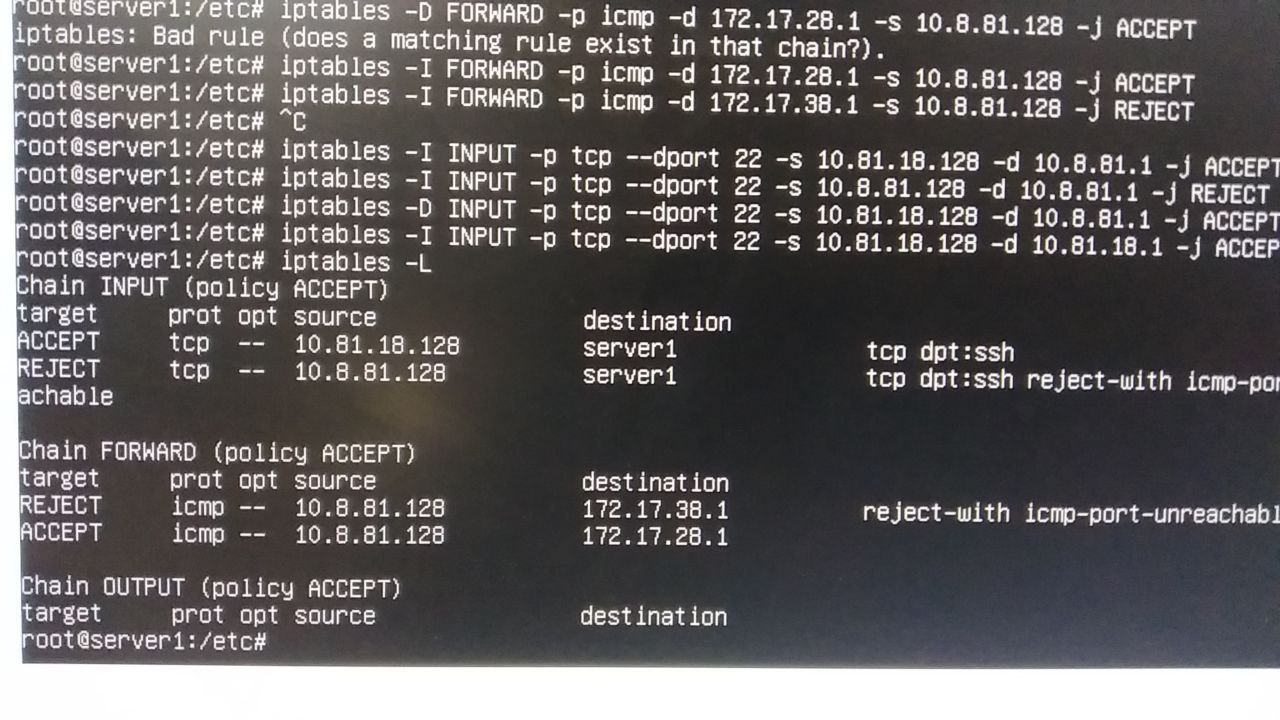 root@server1:/etc# iptables -D FORWARD -p icmp -d 172.17.28.1 -s 10.8.81.128 -j ACCEPT
iptables: Bad rule (does a matching rule exist in that chain?).
root@server1:/etc# iptables -I FORWARD -p icmp -d 172.17.28.1 -s 10.8.81.128 -j ACCEPT
root@server1:/etc# iptables -I FORWARD -p icmp -d 172.17.38.1 -s 10.8.81.128 -j REJECT
root@server1:/etc# ^C
root@server1:/etc# iptables -I INPUT -p tcp --dport 22 -s 10.81.18.128 -d 10.8.81.1 -j ACCEPT
root@server1:/etc# iptables -I INPUT -p tcp --dport 22 -s 10.8.81.128 -d 10.8.81.1 -j REJECT
root@server1:/etc# iptables -D INPUT -p tcp --dport 22 -s 10.81.18.128 -d 10.8.81.1 -j ACCEPT
root@server1:/etc# iptables -I INPUT -p tcp --dport 22 -s 10.81.18.128 -d 10.81.18.1 -j ACCEP
root@server1:/etc# iptables -L
Chain INPUT (policy ACCEPT)
target prot opt source destination
ACCEPT tcp -- 10.81.18.128 server1 tcp dpt:ssh
REJECT tcp -- 10.8.81.128 server1 tcp dpt:ssh reject-with icmp-por
achable
Chain FORWARD (policy ACCEPT)
target prot opt source destination
REJECT icmp -- 10.8.81.128 172.17.38.1 reject-with icmp-port-unreachabl
ACCEPT icmp -- 10.8.81.128 172.17.28.1
Chain OUTPUT (policy ACCEPT)
target prot opt source destination
root@server1:/etc#